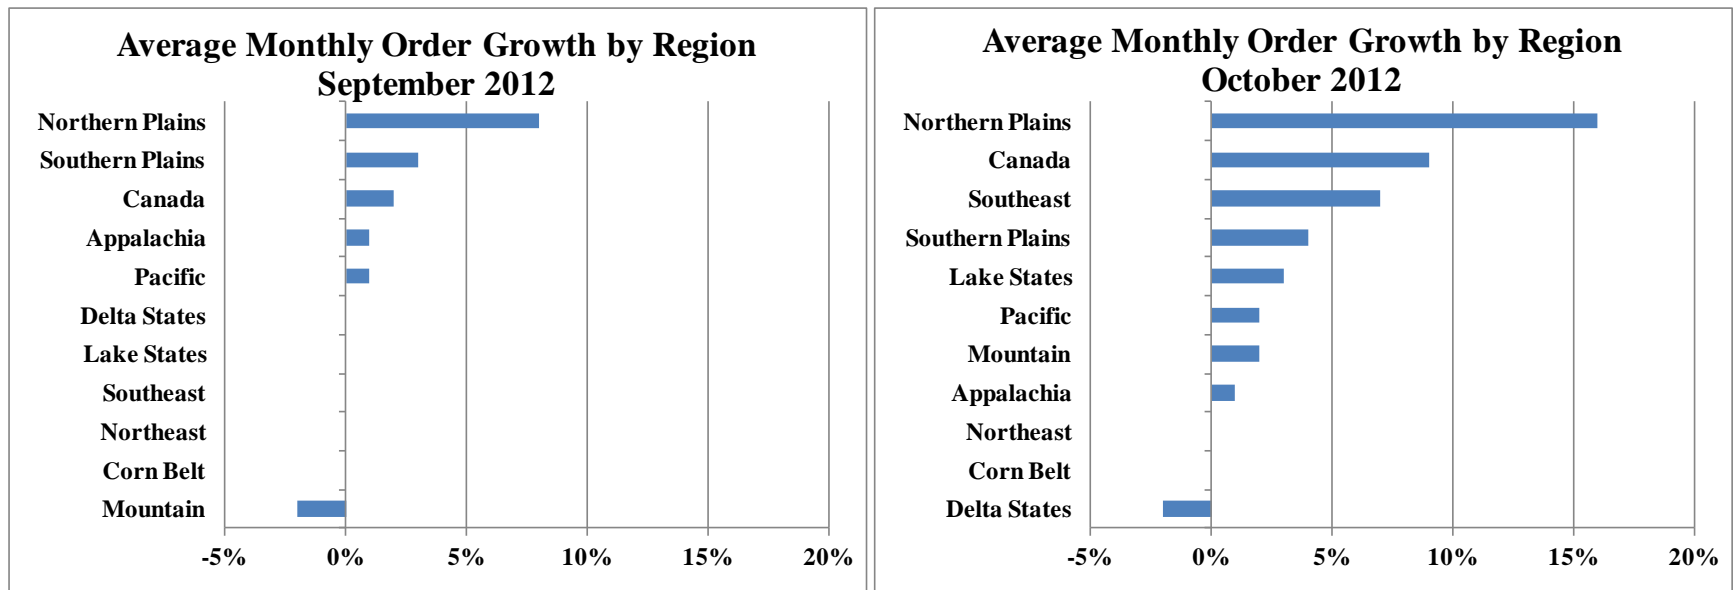 Average Monthly Order Growth by Region
September 2012
Northern Plains
Southern Plains
Canada
Appalachia
Pacific
Delta States
Lake States
Southeast
Northeast
Corn Belt
Mountain
-5% 0% 5% 10% 15% 20%
Average Monthly Order Growth by Region
October 2012
Northern Plains
Canada
Southeast
Southern Plains
Lake States
Pacific
Mountain
Appalachia
Northeast
Corn Belt
Delta States
-5% 0% 5% 10% 15% 20%